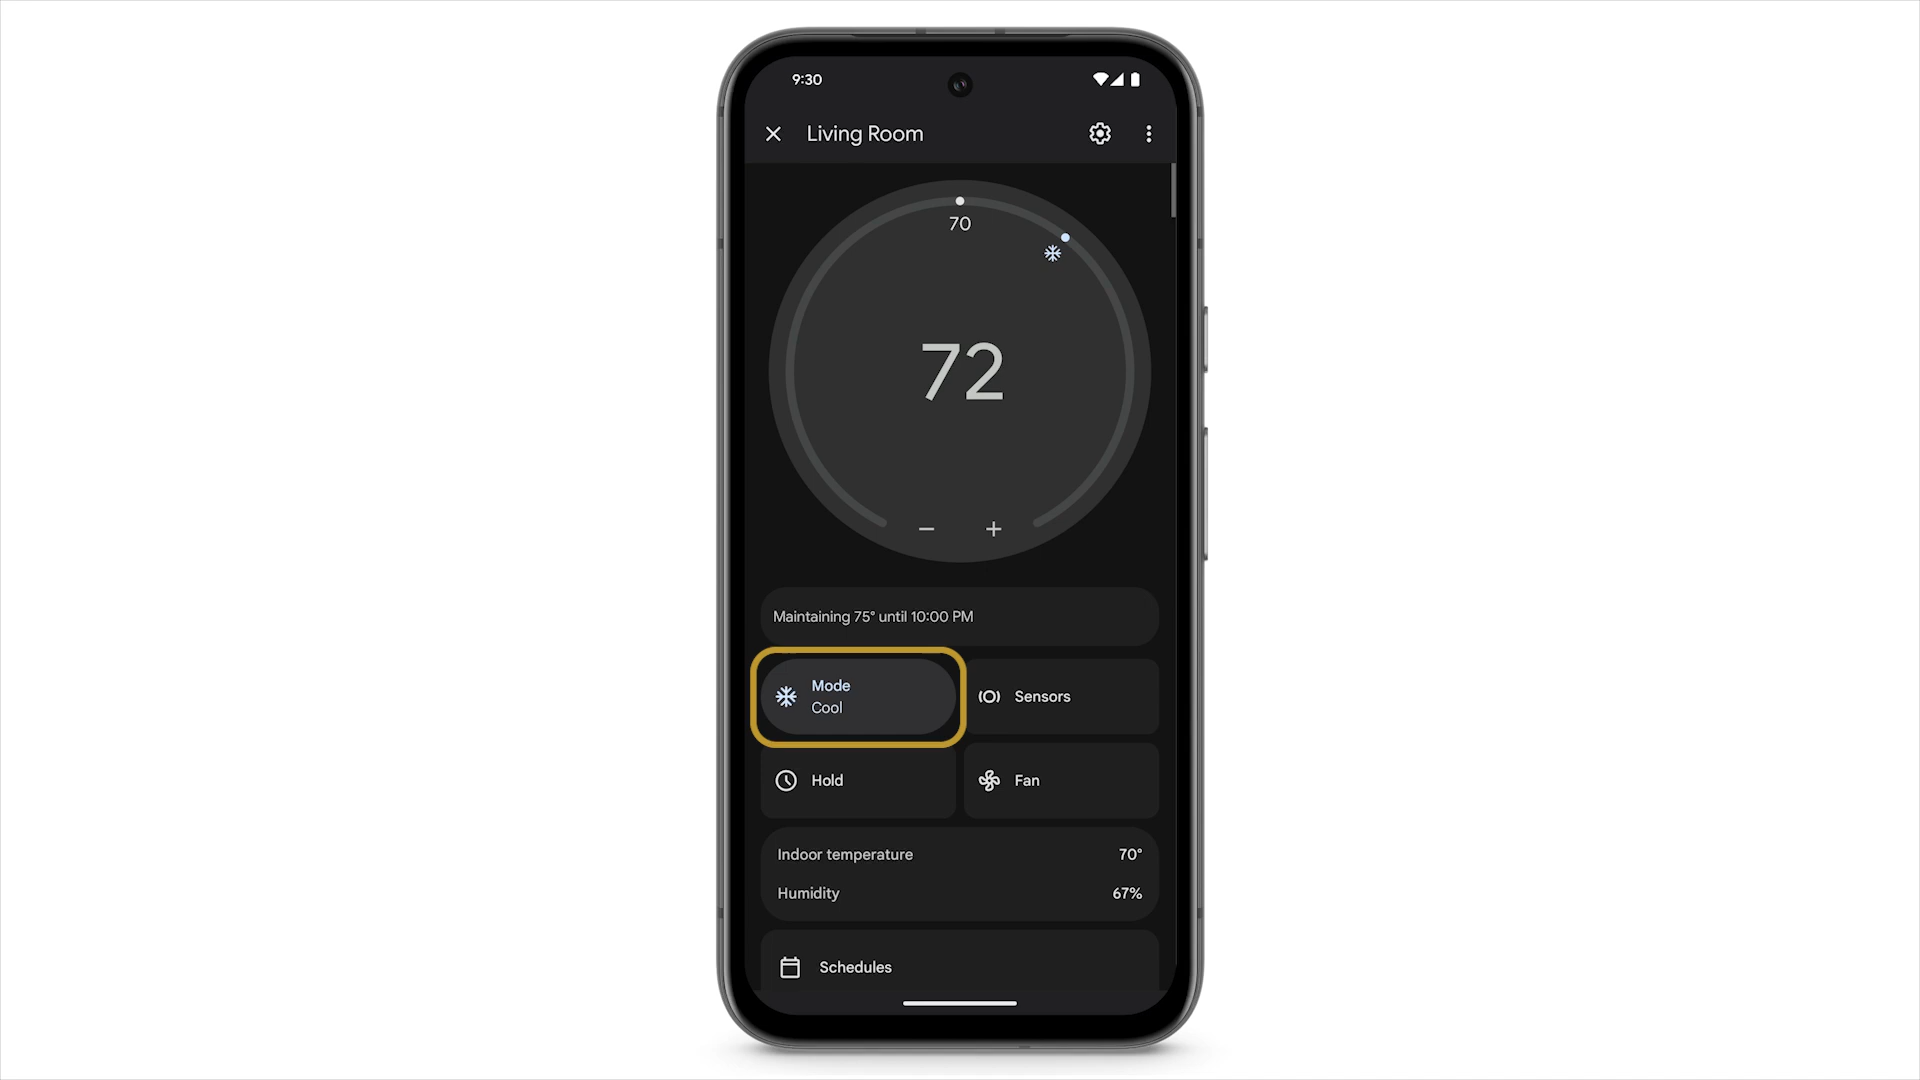 9:30
Living Room
70
72
Maintaining 75° until 10:00 PM
Mode
Cool
Sensors
Hold
Fan
Indoor temperature 70°
Humidity 67%
Schedules